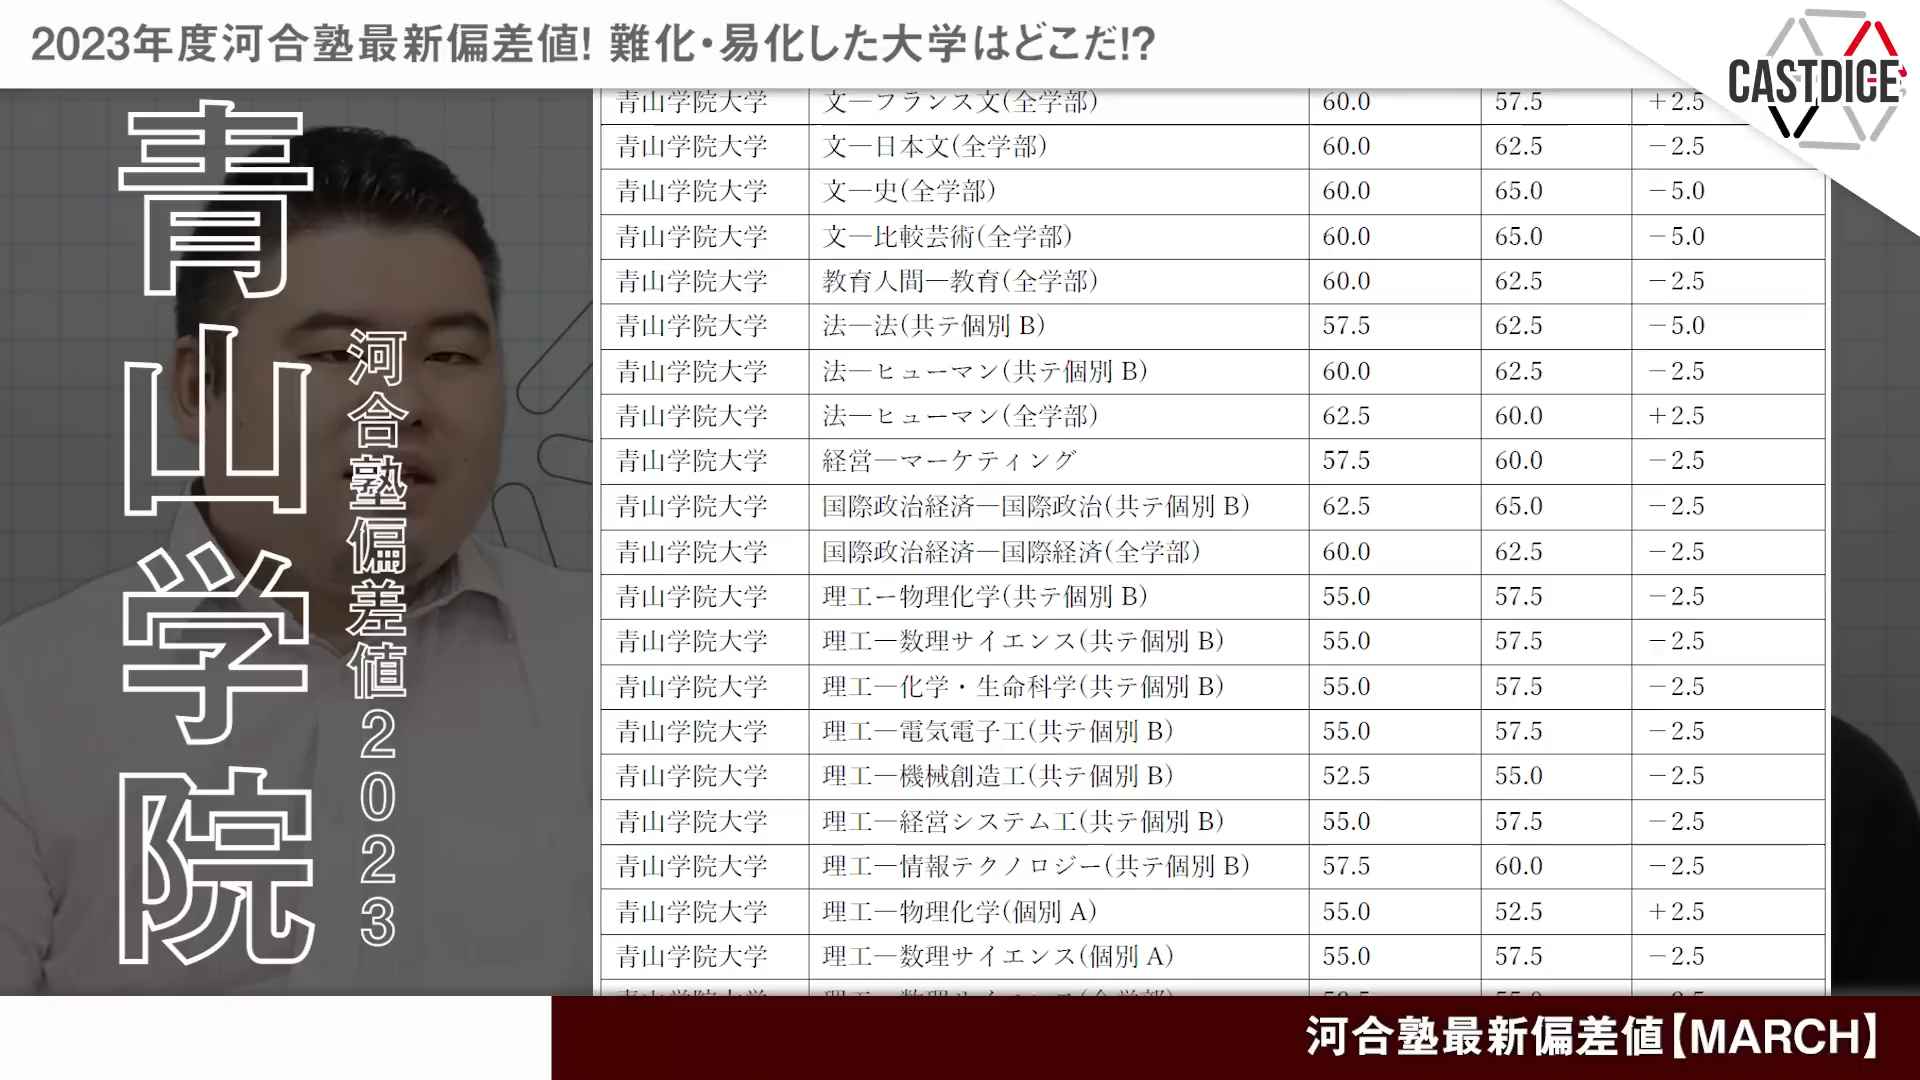 2023年度河合塾最新偏差値! 難化・易化した大学はどこだ!?
CASTDICE
青山学院
河合塾偏差値2023
青山学院大学 文―フランス文(全学部) 60.0 57.5 +2.5
青山学院大学 文―日本文(全学部) 60.0 62.5 −2.5
青山学院大学 文―史(全学部) 60.0 65.0 −5.0
青山学院大学 文―比較芸術(全学部) 60.0 65.0 −5.0
青山学院大学 教育人間―教育(全学部) 60.0 62.5 −2.5
青山学院大学 法―法(共テ個別 B) 57.5 62.5 −5.0
青山学院大学 法―ヒューマン(共テ個別 B) 60.0 62.5 −2.5
青山学院大学 法―ヒューマン(全学部) 62.5 60.0 +2.5
青山学院大学 経営―マーケティング 57.5 60.0 −2.5
青山学院大学 国際政治経済―国際政治(共テ個別 B) 62.5 65.0 −2.5
青山学院大学 国際政治経済―国際経済(全学部) 60.0 62.5 −2.5
青山学院大学 理工ー物理化学(共テ個別 B) 55.0 57.5 −2.5
青山学院大学 理工―数理サイエンス(共テ個別 B) 55.0 57.5 −2.5
青山学院大学 理工―化学・生命科学(共テ個別 B) 55.0 57.5 −2.5
青山学院大学 理工―電気電子工(共テ個別 B) 55.0 57.5 −2.5
青山学院大学 理工―機械創造工(共テ個別 B) 52.5 55.0 −2.5
青山学院大学 理工―経営システム工(共テ個別 B) 55.0 57.5 −2.5
青山学院大学 理工―情報テクノロジー(共テ個別 B) 57.5 60.0 −2.5
青山学院大学 理工―物理化学(個別 A) 55.0 52.5 +2.5
青山学院大学 理工―数理サイエンス(個別 A) 55.0 57.5 −2.5
河合塾最新偏差値【MARCH】